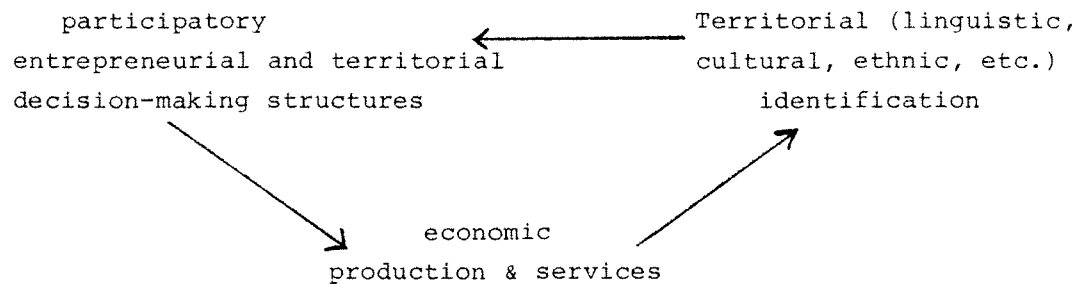 participatory
entrepreneurial and territorial
decision-making structures
Territorial (linguistic,
cultural, ethnic, etc.)
identification
economic
production & services